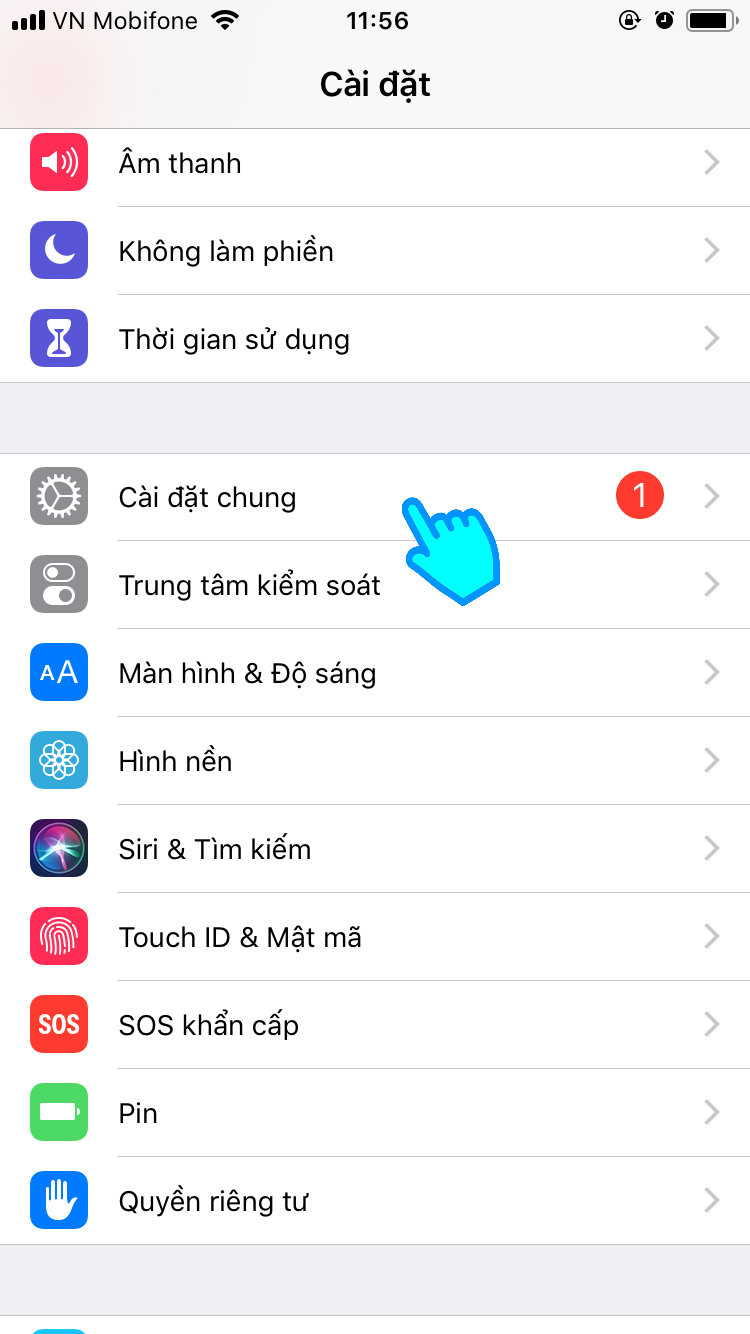 VN Mobifone 11:56
Cài đặt
Âm thanh
Không làm phiền
Thời gian sử dụng
Cài đặt chung 1
Trung tâm kiểm soát
AA Màn hình & Độ sáng
Hình nền
Siri & Tìm kiếm
Touch ID & Mật mã
SOS SOS khẩn cấp
Pin
Quyền riêng tư